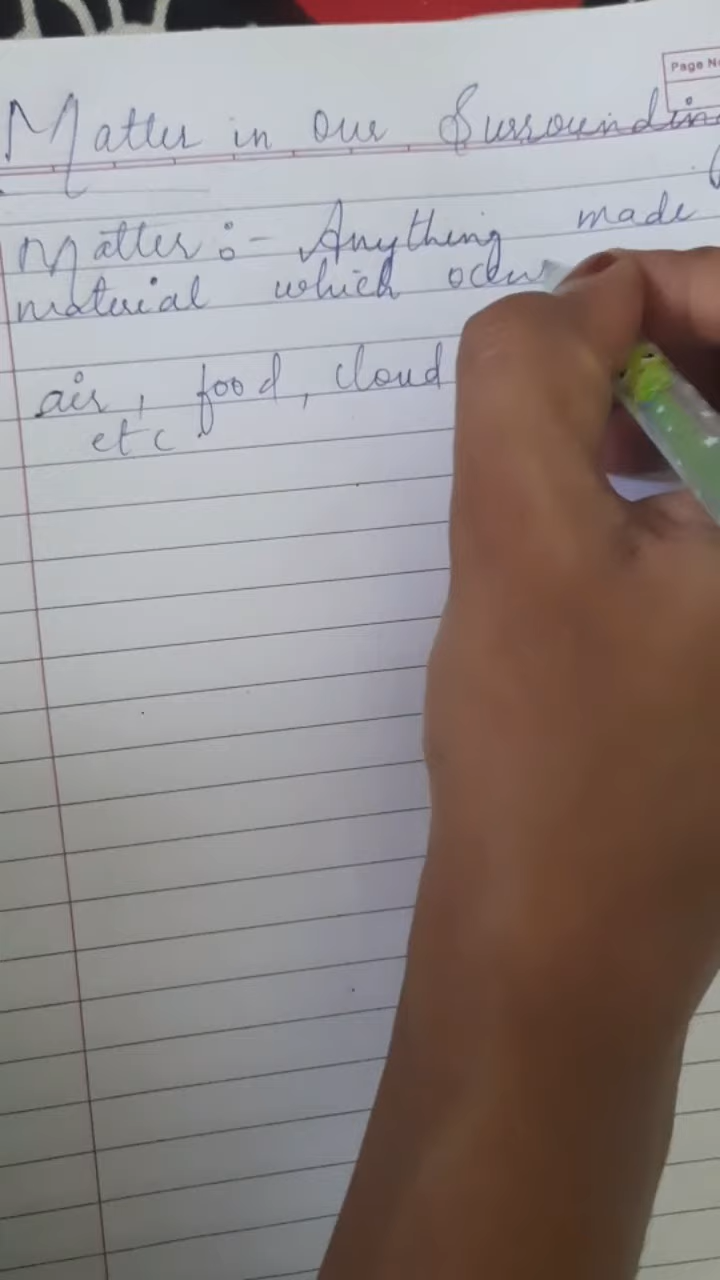 Page No
Matter in our Surroundin
Matter :- Anything made
material which occu
air, food, cloud
etc.